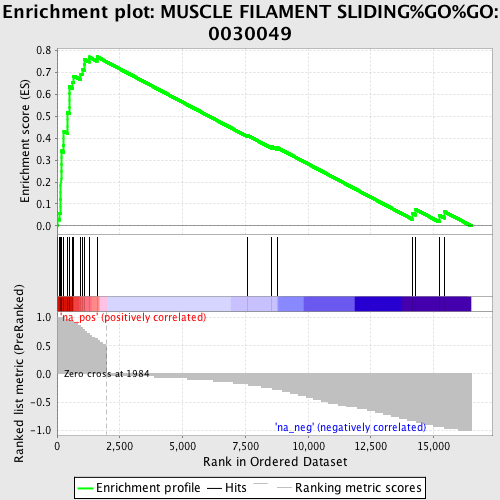 Enrichment plot: MUSCLE FILAMENT SLIDING%GO%GO:
0030049
Enrichment score (ES)
0.8
0.7
0.6
0.5
0.4
0.3
0.2
0.1
0.0
Ranked list metric (PreRanked)
1.0
0.5
0.0
-0.5
-1.0
'na_pos' (positively correlated)
Zero cross at 1984
'na_neg' (negatively correlated)
0
2,500
5,000
7,500
10,000
12,500
15,000
Rank in Ordered Dataset
Enrichment profile
Hits
Ranking metric scores